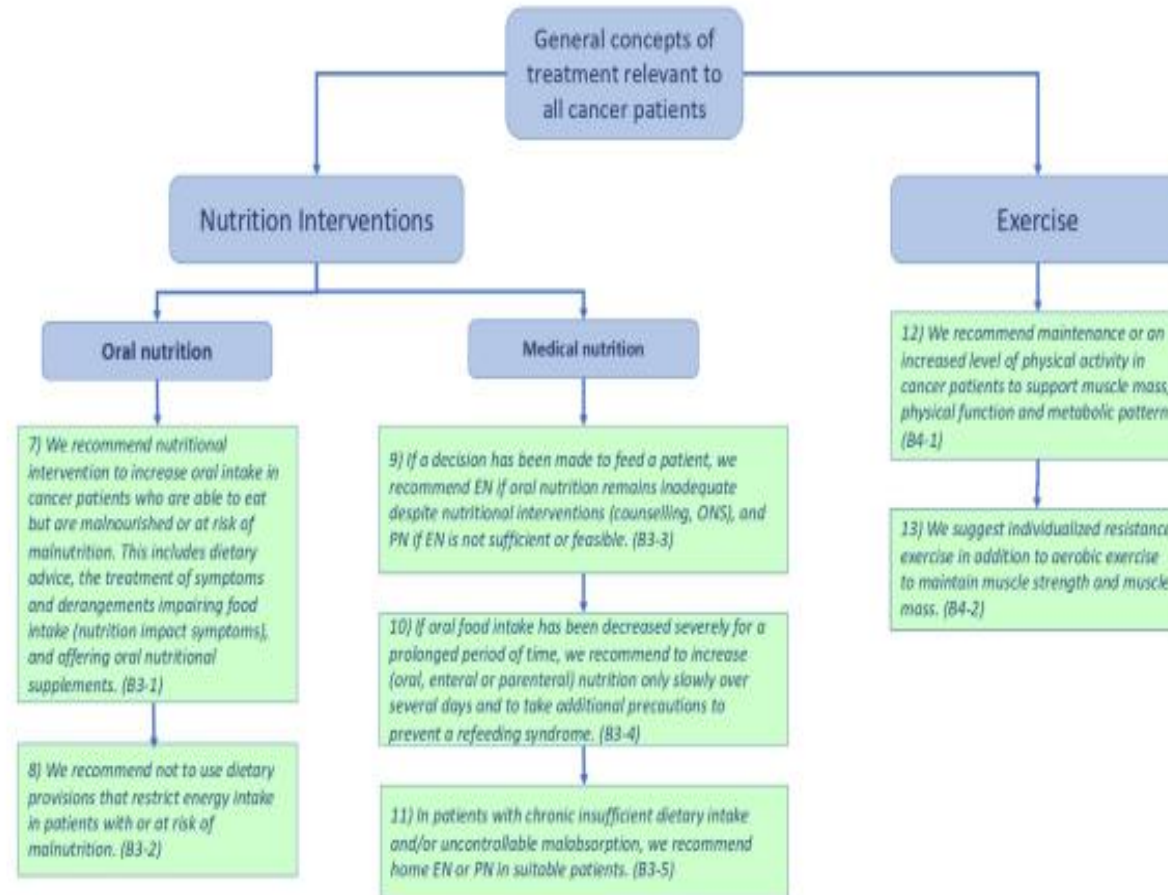 General concepts of
treatment relevant to
all cancer patients
Nutrition Interventions
Exercise
Oral nutrition
Medical nutrition
7) We recommend nutritional
intervention to increase oral intake in
cancer patients who are able to eat
but are malnourished or at risk of
malnutrition. This includes dietary
advice, the treatment of symptoms
and derangements impairing food
intake (nutrition impact symptoms),
and offering oral nutritional
supplements. (B3-1)
8) We recommend not to use dietary
provisions that restrict energy intake
in patients with or at risk of
malnutrition. (B3-2)
9) If a decision has been made to feed a patient, we
recommend EN if oral nutrition remains inadequate
despite nutritional interventions (counselling, ONS), and
PN if EN is not sufficient or feasible. (B3-3)
10) If oral food intake has been decreased severely for a
prolonged period of time, we recommend to increase
(oral, enteral or parenteral) nutrition only slowly over
several days and to take additional precautions to
prevent a refeeding syndrome. (B3-4)
11) In patients with chronic insufficient dietary intake
and/or uncontrollable malabsorption, we recommend
home EN or PN in suitable patients. (B3-5)
12) We recommend maintenance or an
increased level of physical activity in
cancer patients to support muscle mass,
physical function and metabolic pattern
(B4-1)
13) We suggest individualized resistance
exercise in addition to aerobic exercise
to maintain muscle strength and muscle
mass. (B4-2)